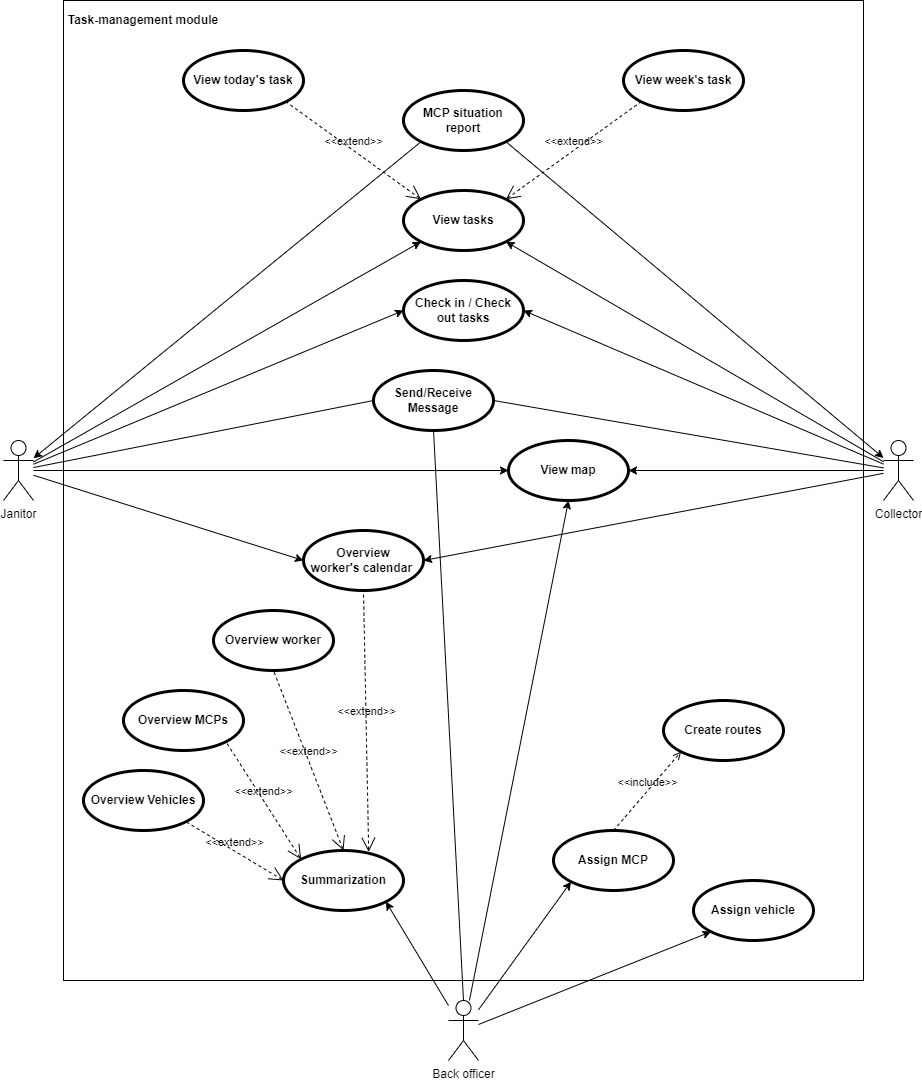 Task-management module
View today's task
View week's task
MCP situation
report
<<extend>>
<<extend>>
View tasks
Check in / Check
out tasks
Send/Receive
Message
View map
Janitor
Collector
Overview
worker's calendar
Overview worker
<<extend>>
Overview MCPs
Create routes
<<extend>>
<<include>>
<<extend>>
Overview Vehicles
<<extend>>
Assign MCP
Summarization
Assign vehicle
Back officer